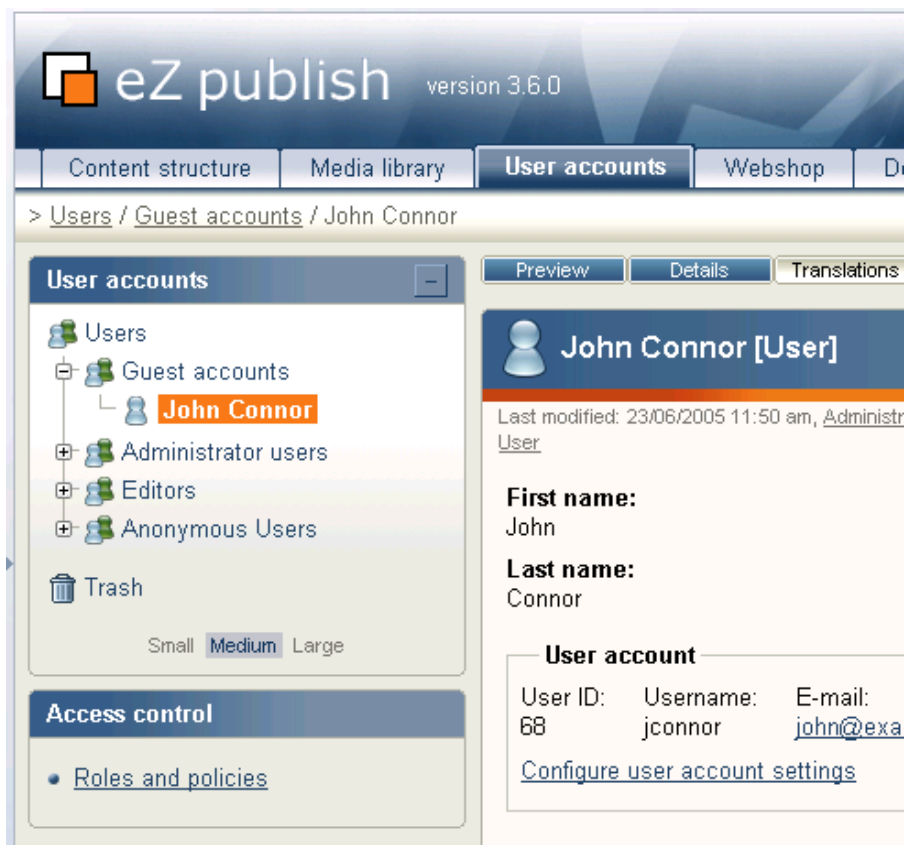 eZ publish version 3.6.0
Content structure Media library User accounts Webshop
> Users / Guest accounts / John Connor
User accounts
Users
Guest accounts
John Connor
Administrator users
Editors
Anonymous Users
Trash
Small Medium Large
Access control
Roles and policies
Preview Details Translations
John Connor [User]
Last modified: 23/06/2005 11:50 am,
User
First name:
John
Last name:
Connor
User account
User ID: Username: E-mail:
68 jconnor
Configure user account settings